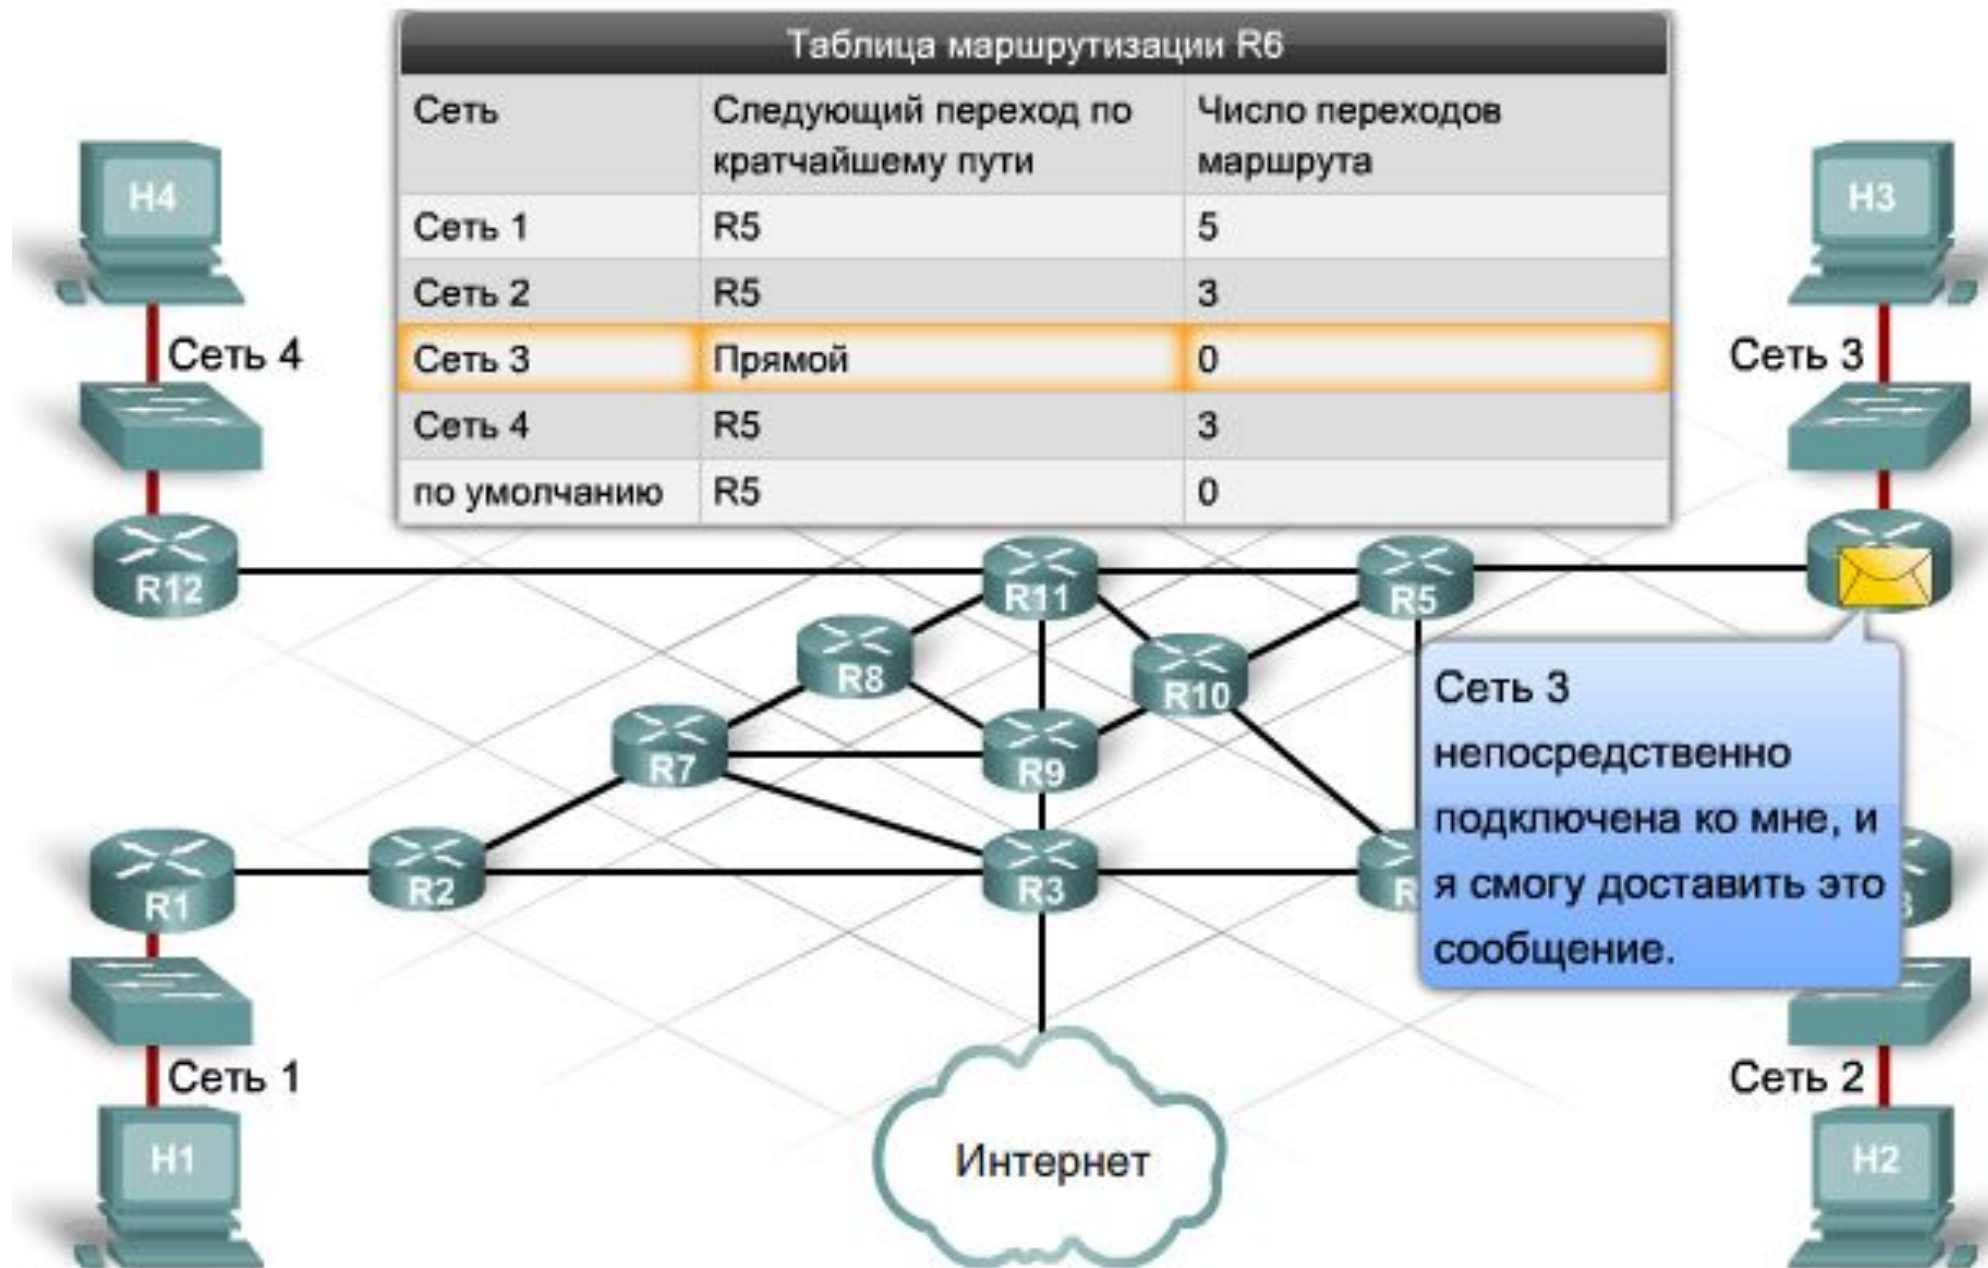 Таблица маршрутизации R6
Сеть
Следующий переход по
кратчайшему пути
Число переходов
маршрута
Сеть 1 R5 5
Сеть 2 R5 3
Сеть 3 Прямой 0
Сеть 4 R5 3
по умолчанию R5 0
H4
H3
Сеть 4
Сеть 3
R12
R11
R5
R8
R10
R7
R9
Сеть 3
непосредственно
подключена ко мне, и
я смогу доставить это
сообщение.
R1
R2
R3
Сеть 1
Сеть 2
H1
Интернет
H2